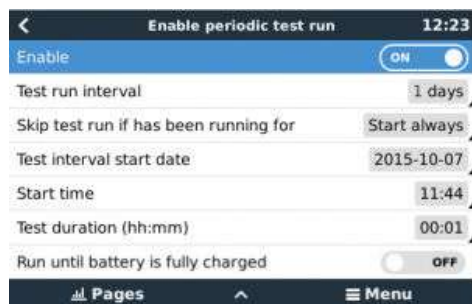 Enable periodic test run 12:23
Enable ON
Test run interval 1 days
Skip test run if has been running for Start always
Test interval start date 2015-10-07
Start time 11:44
Test duration (hh:mm) 00:01
Run until battery is fully charged OFF
Pages Menu